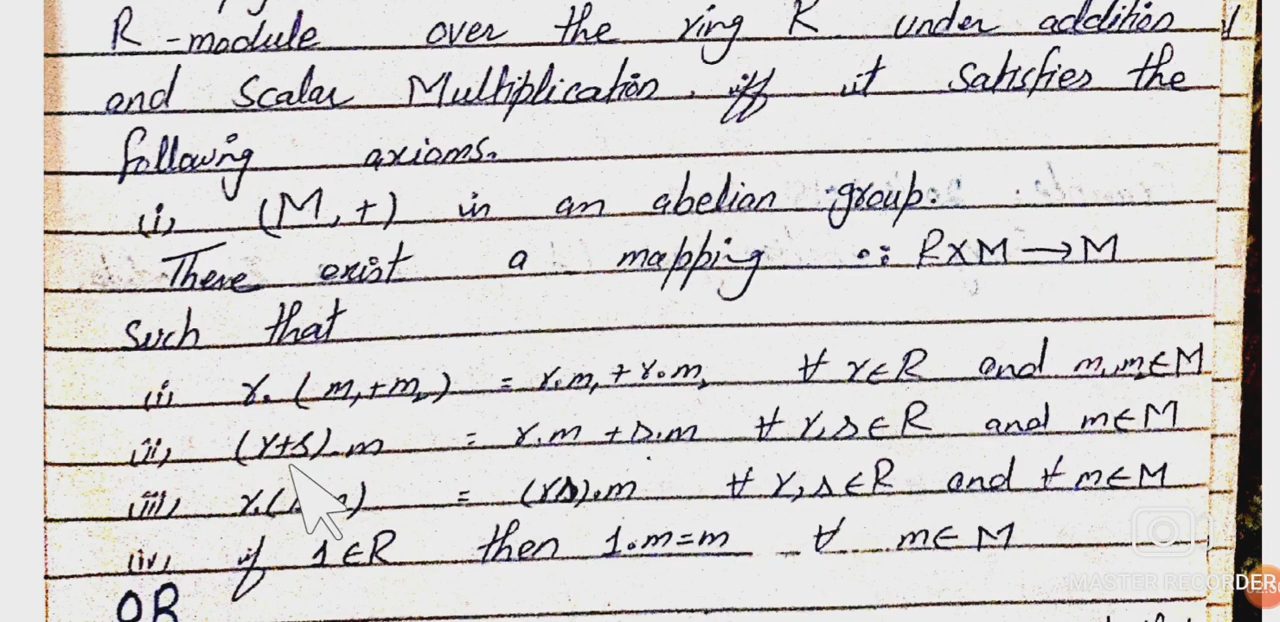 R-module over the ring R under addition
and Scalar Multiplication. iff it satisfies the
following axioms.
(i) (M, +) is an abelian group.
There exist a mapping •: R×M → M
such that
(i) r.(m₁+m₂) = r.m₁+r.m₂ ∀ r∈R and m₁,m₂∈M
(ii) (r+s).m = r.m + s.m ∀ r,s∈R and m∈M
(iii) r.( ) = (rs).m ∀ r,s∈R and ∀ m∈M
(iv) if 1∈R then 1.m=m ∀ m∈M
OR
MASTER RECORDER